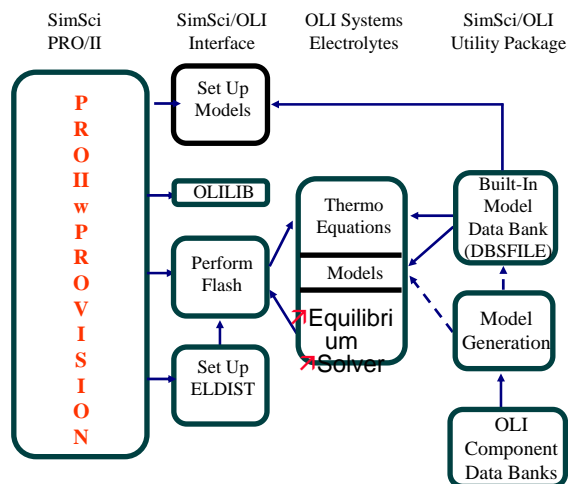 SimSci
PRO/II
SimSci/OLI
Interface
OLI Systems
Electrolytes
SimSci/OLI
Utility Package
P
R
O
II
w
P
R
O
V
I
S
I
O
N
Set Up
Models
OLILIB
Perform
Flash
Set Up
ELDIST
Thermo
Equations
Models
Equilibri
um
Solver
Built-In
Model
Data Bank
(DBSFILE)
Model
Generation
OLI
Component
Data Banks